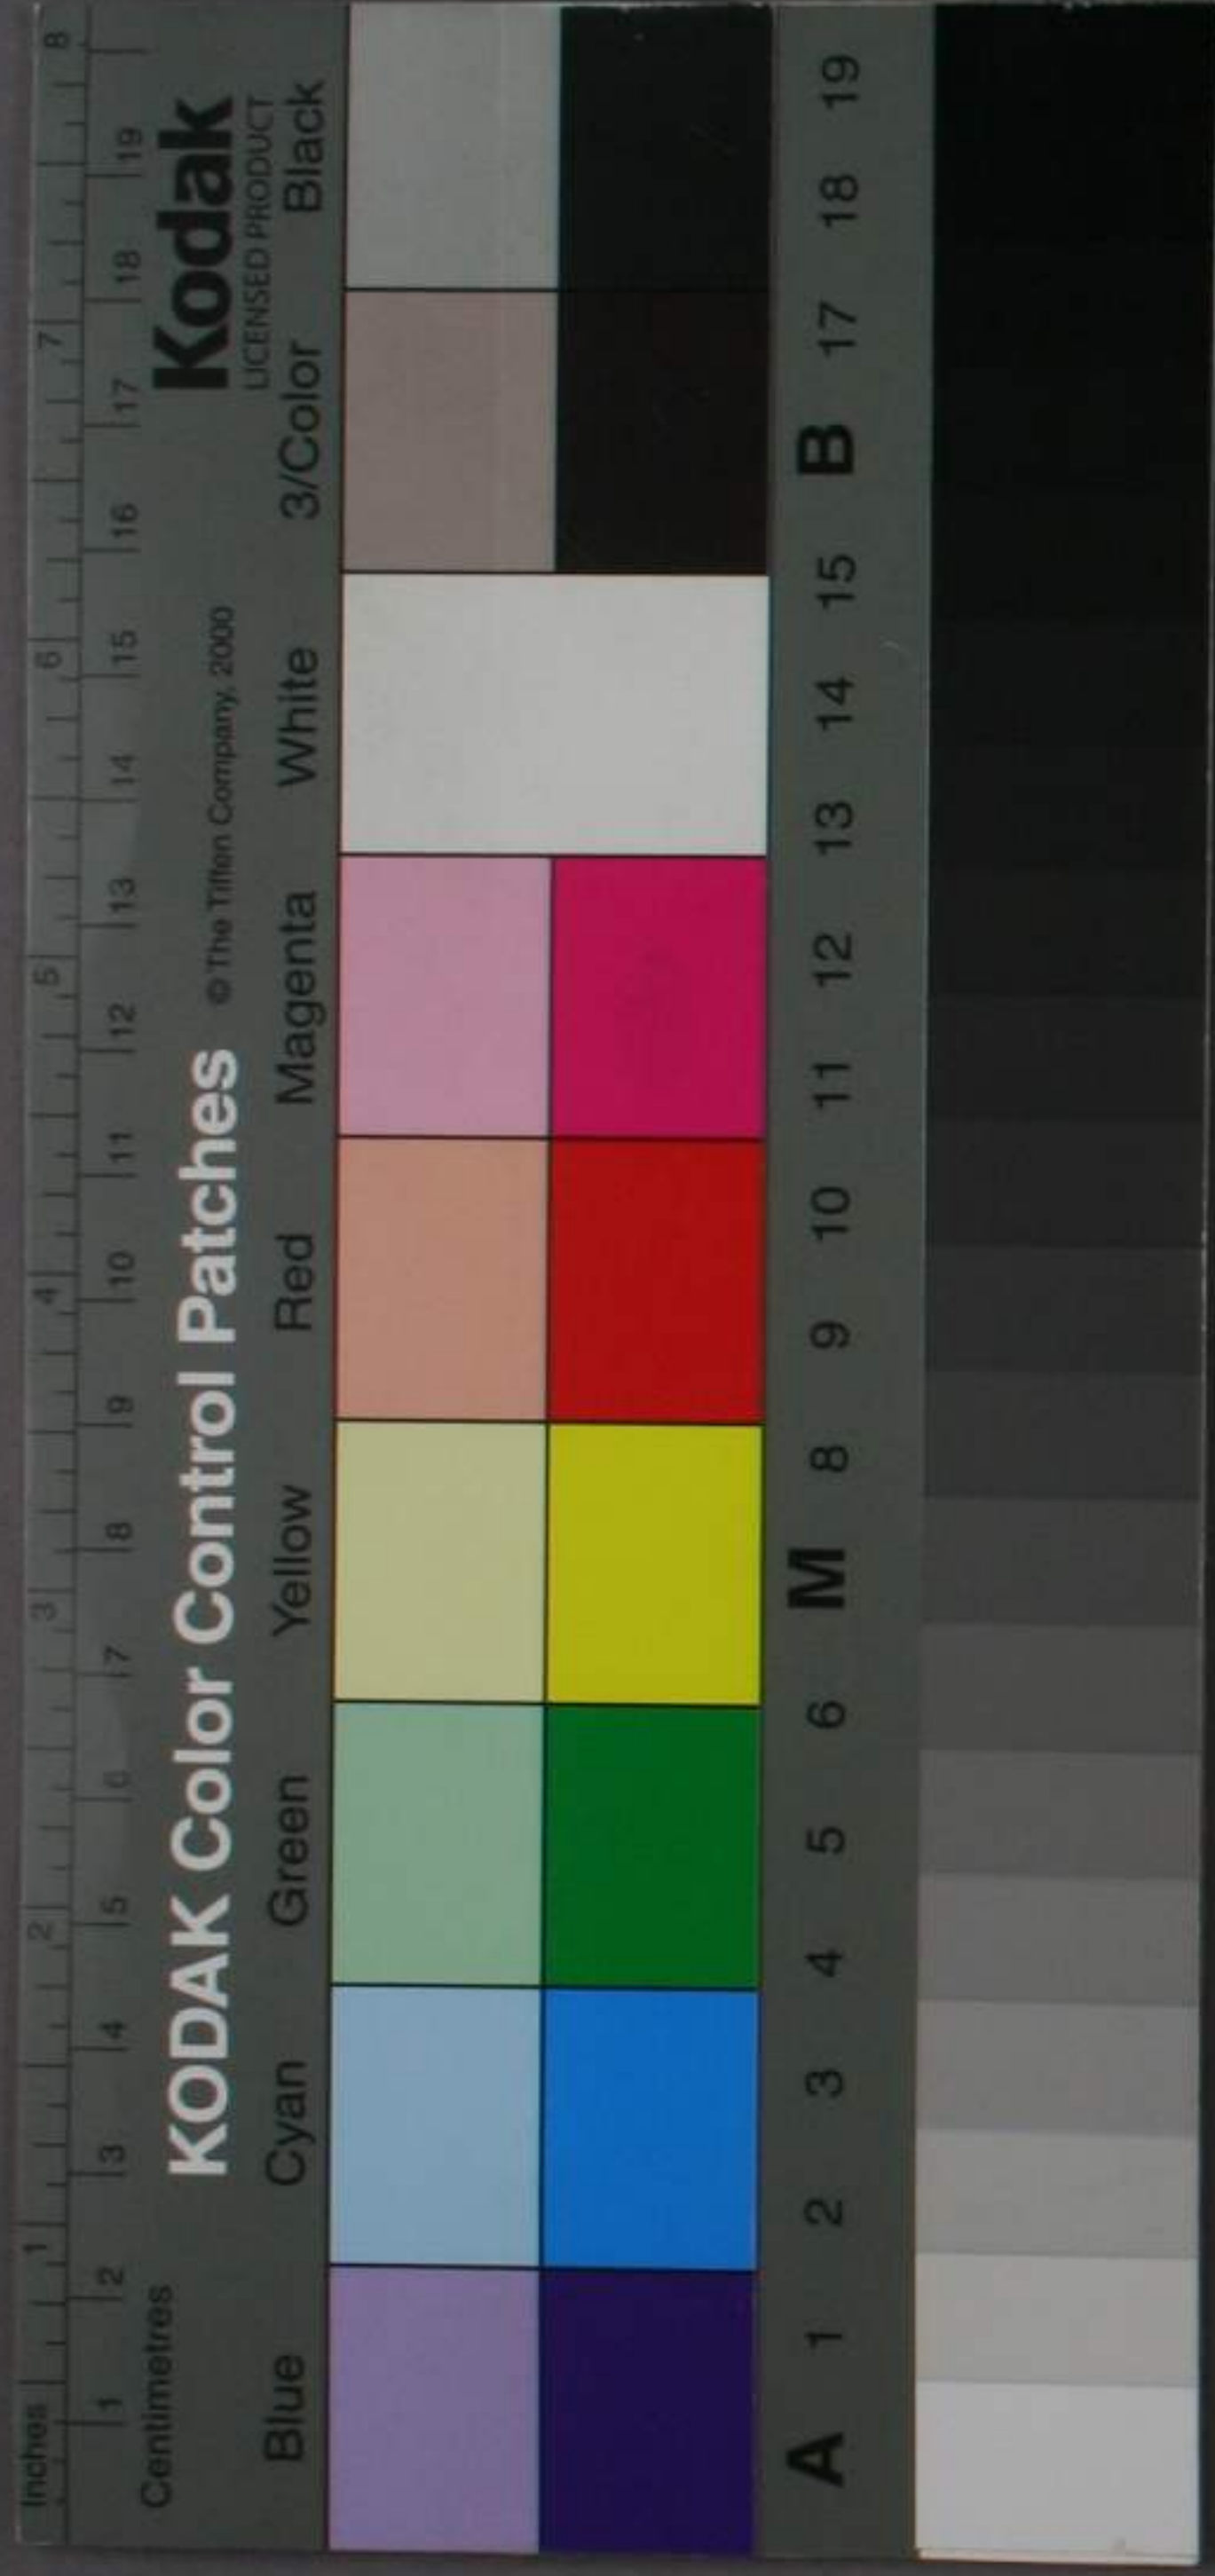 Inches 1 2 3 4 5 6 7 8
1 2 3 4 5 6 7 8 9 10 11 12 13 14 15 16 17 18 19
Centimetres
KODAK Color Control Patches © The Tiffen Company, 2000 Kodak
LICENSED PRODUCT
Blue Cyan Green Yellow Red Magenta White 3/Color Black
A 1 2 3 4 5 6 M 8 9 10 11 12 13 14 15 B 17 18 19